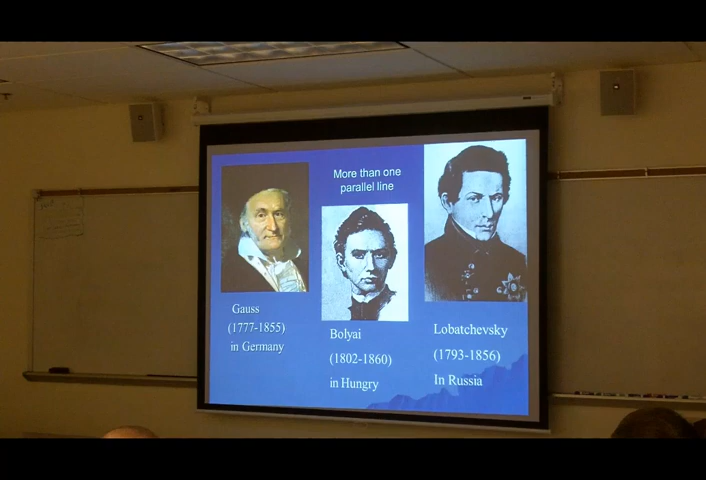 More than one
parallel line
Gauss
(1777-1855)
in Germany
Bolyai
(1802-1860)
in Hungry
Lobatchevsky
(1793-1856)
In Russia